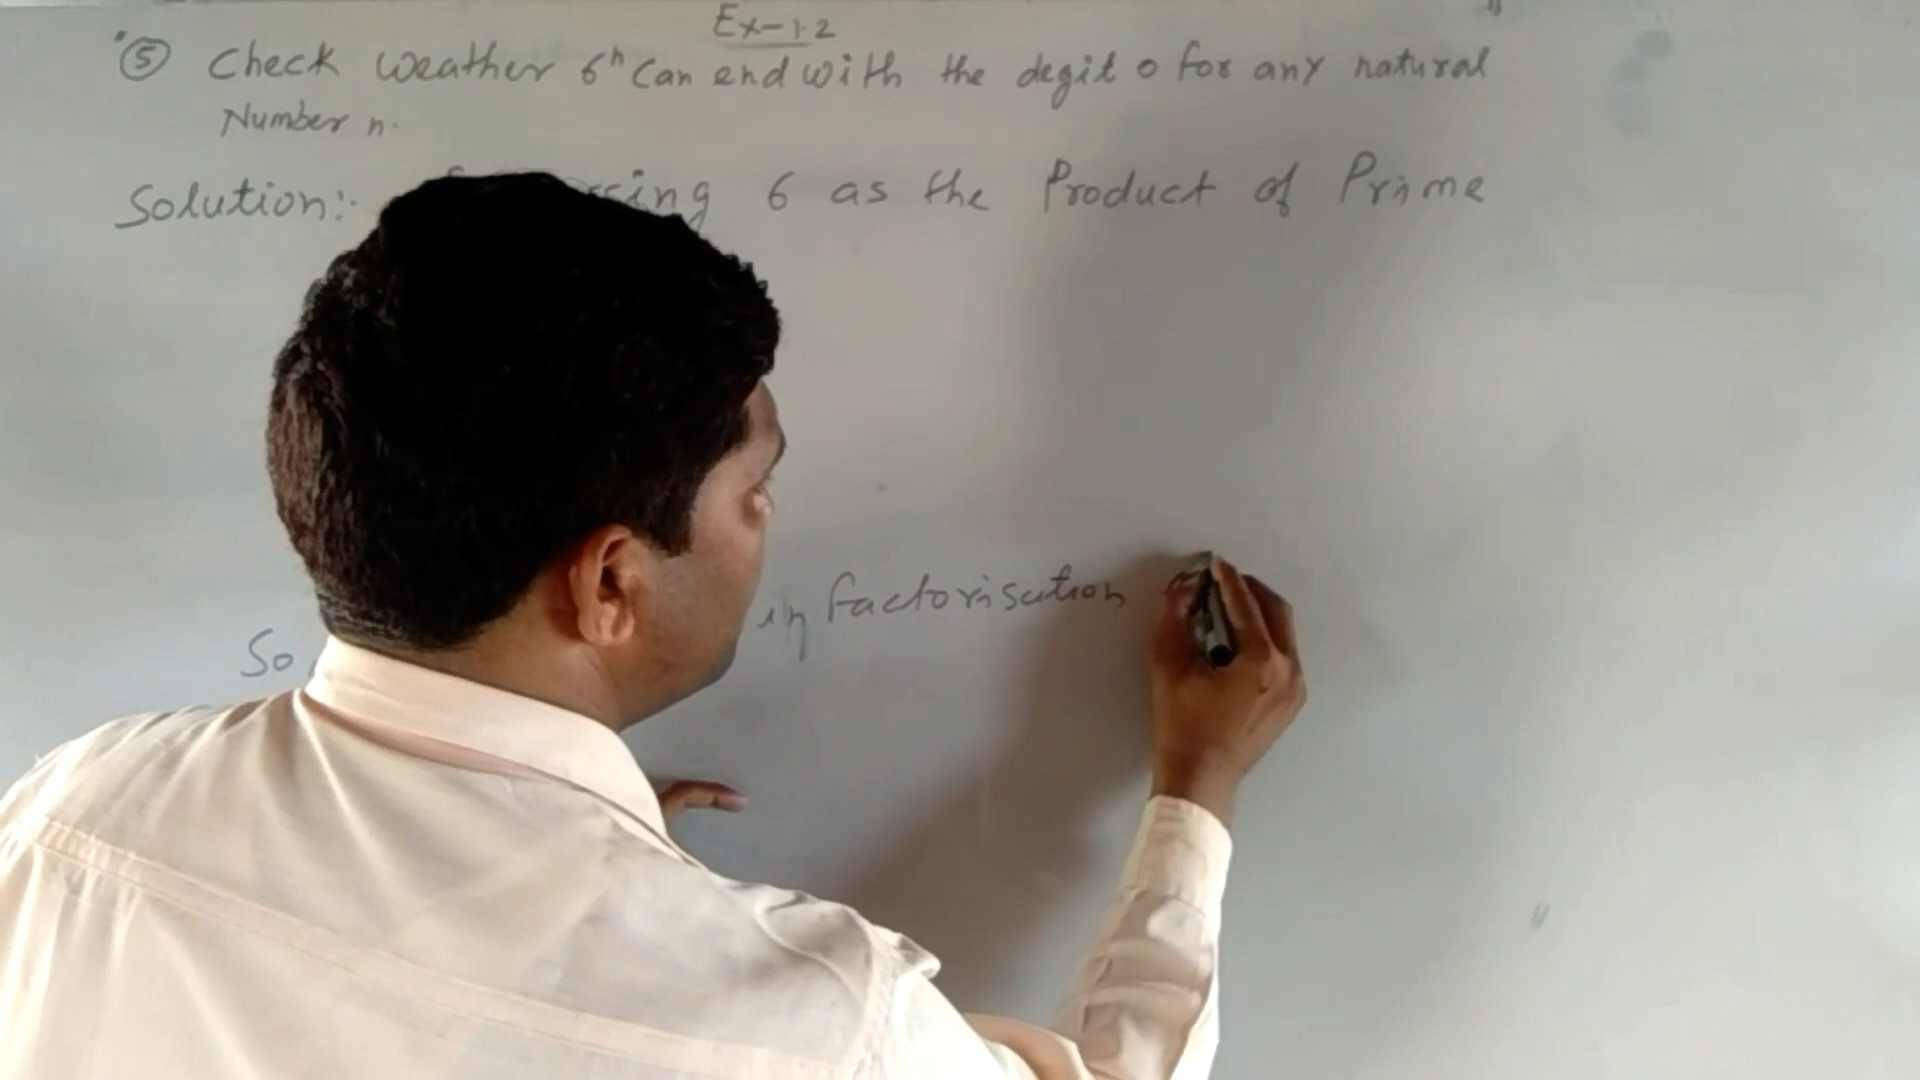 Ex-1.2
⑤ Check weather 6ⁿ Can end with the degit 0 for any natural
Number n.
Solution:- 6 as the Product of Prime
So, in factorisation